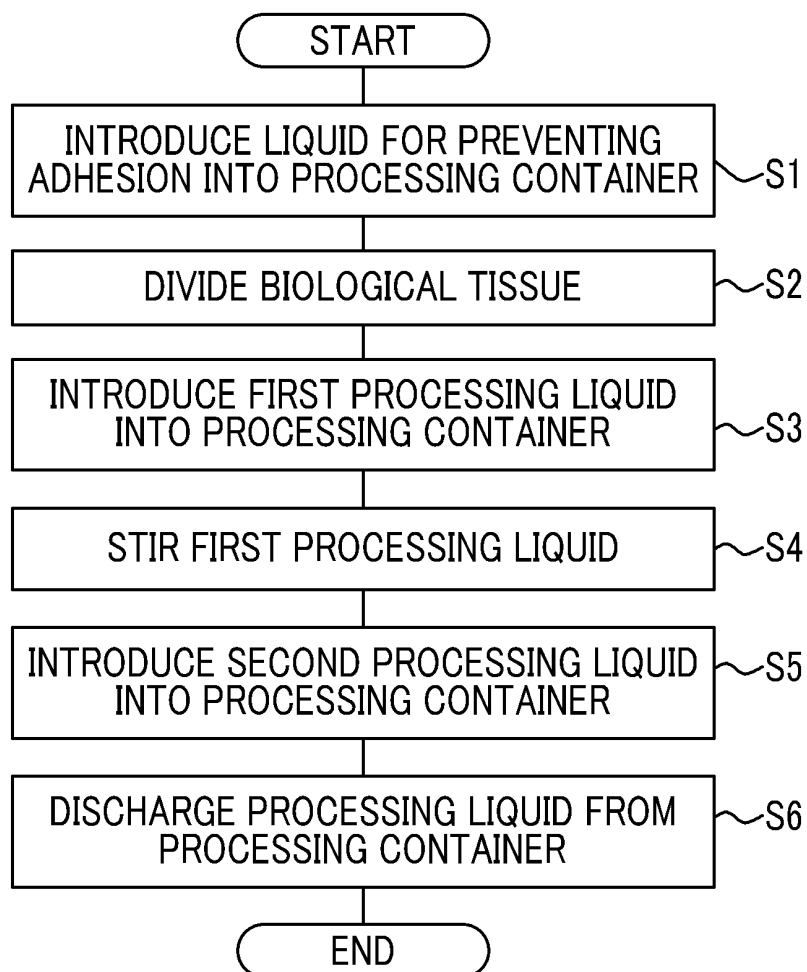 START
INTRODUCE LIQUID FOR PREVENTING
ADHESION INTO PROCESSING CONTAINER
S1
DIVIDE BIOLOGICAL TISSUE
S2
INTRODUCE FIRST PROCESSING LIQUID
INTO PROCESSING CONTAINER
S3
STIR FIRST PROCESSING LIQUID
S4
INTRODUCE SECOND PROCESSING LIQUID
INTO PROCESSING CONTAINER
S5
DISCHARGE PROCESSING LIQUID FROM
PROCESSING CONTAINER
S6
END